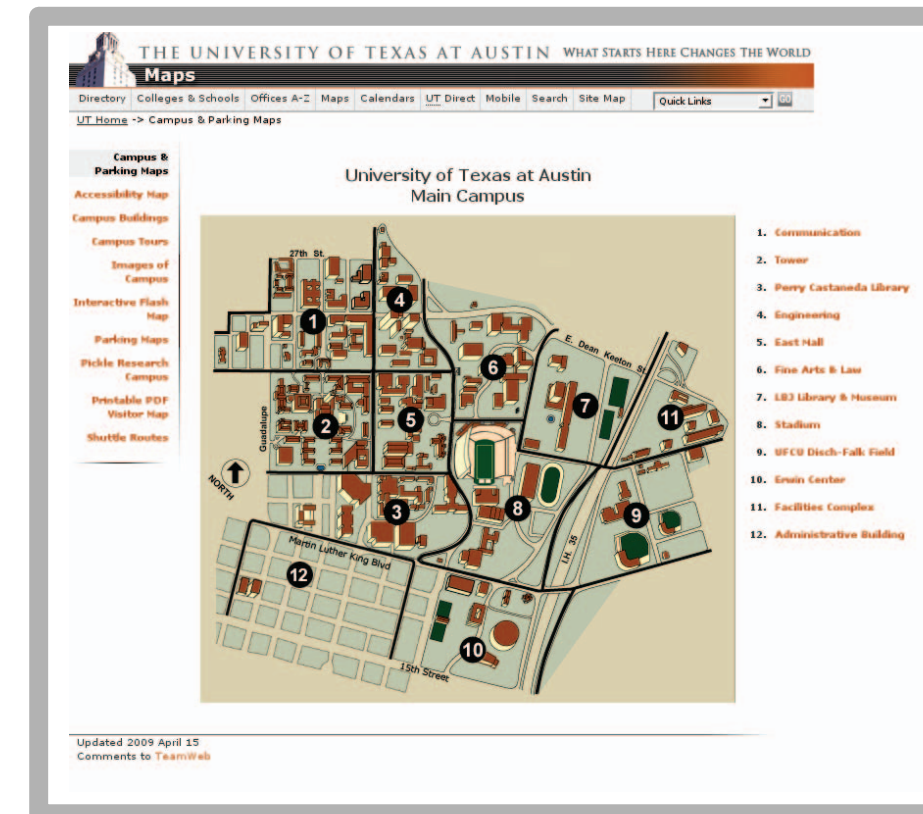 THE UNIVERSITY OF TEXAS AT AUSTIN WHAT STARTS HERE CHANGES THE WORLD
Maps
Directory Colleges & Schools Offices A-Z Maps Calendars UT Direct Mobile Search Site Map Quick Links GO
UT Home -> Campus & Parking Maps
Campus &
Parking Maps
Accessibility Map
Campus Buildings
Campus Tours
Images of
Campus
Interactive Flash
Map
Parking Maps
Pickle Research
Campus
Printable PDF
Visitor Map
Shuttle Routes
University of Texas at Austin
Main Campus
27th St.
4
1
E. Dean Keeton St.
6
7
11
Guadalupe
2
5
NORTH
3
8
9
Martin Luther King Blvd
I.H. 35
12
10
15th Street
1. Communication
2. Tower
3. Perry Castaneda Library
4. Engineering
5. East Mall
6. Fine Arts & Law
7. LBJ Library & Museum
8. Stadium
9. UFCU Disch-Falk Field
10. Erwin Center
11. Facilities Complex
12. Administrative Building
Updated 2009 April 15
Comments to TeamWeb